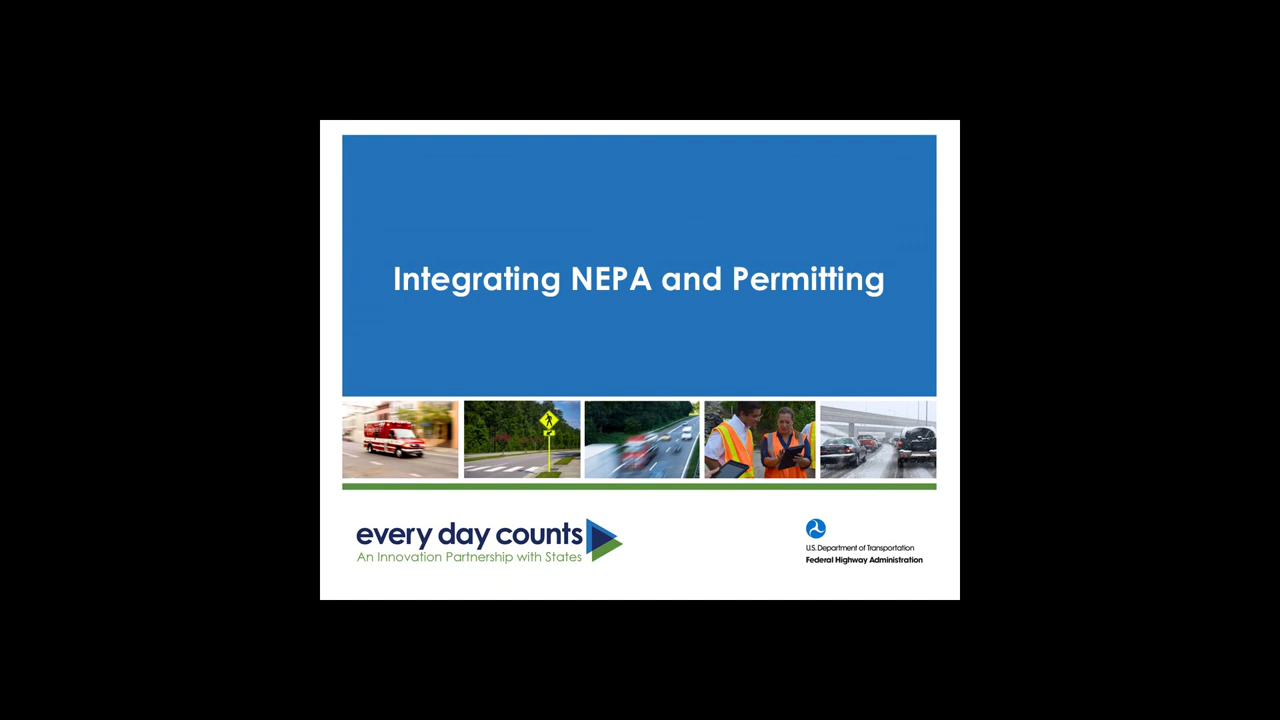 Integrating NEPA and Permitting
every day counts
An Innovation Partnership with States
U.S. Department of Transportation
Federal Highway Administration